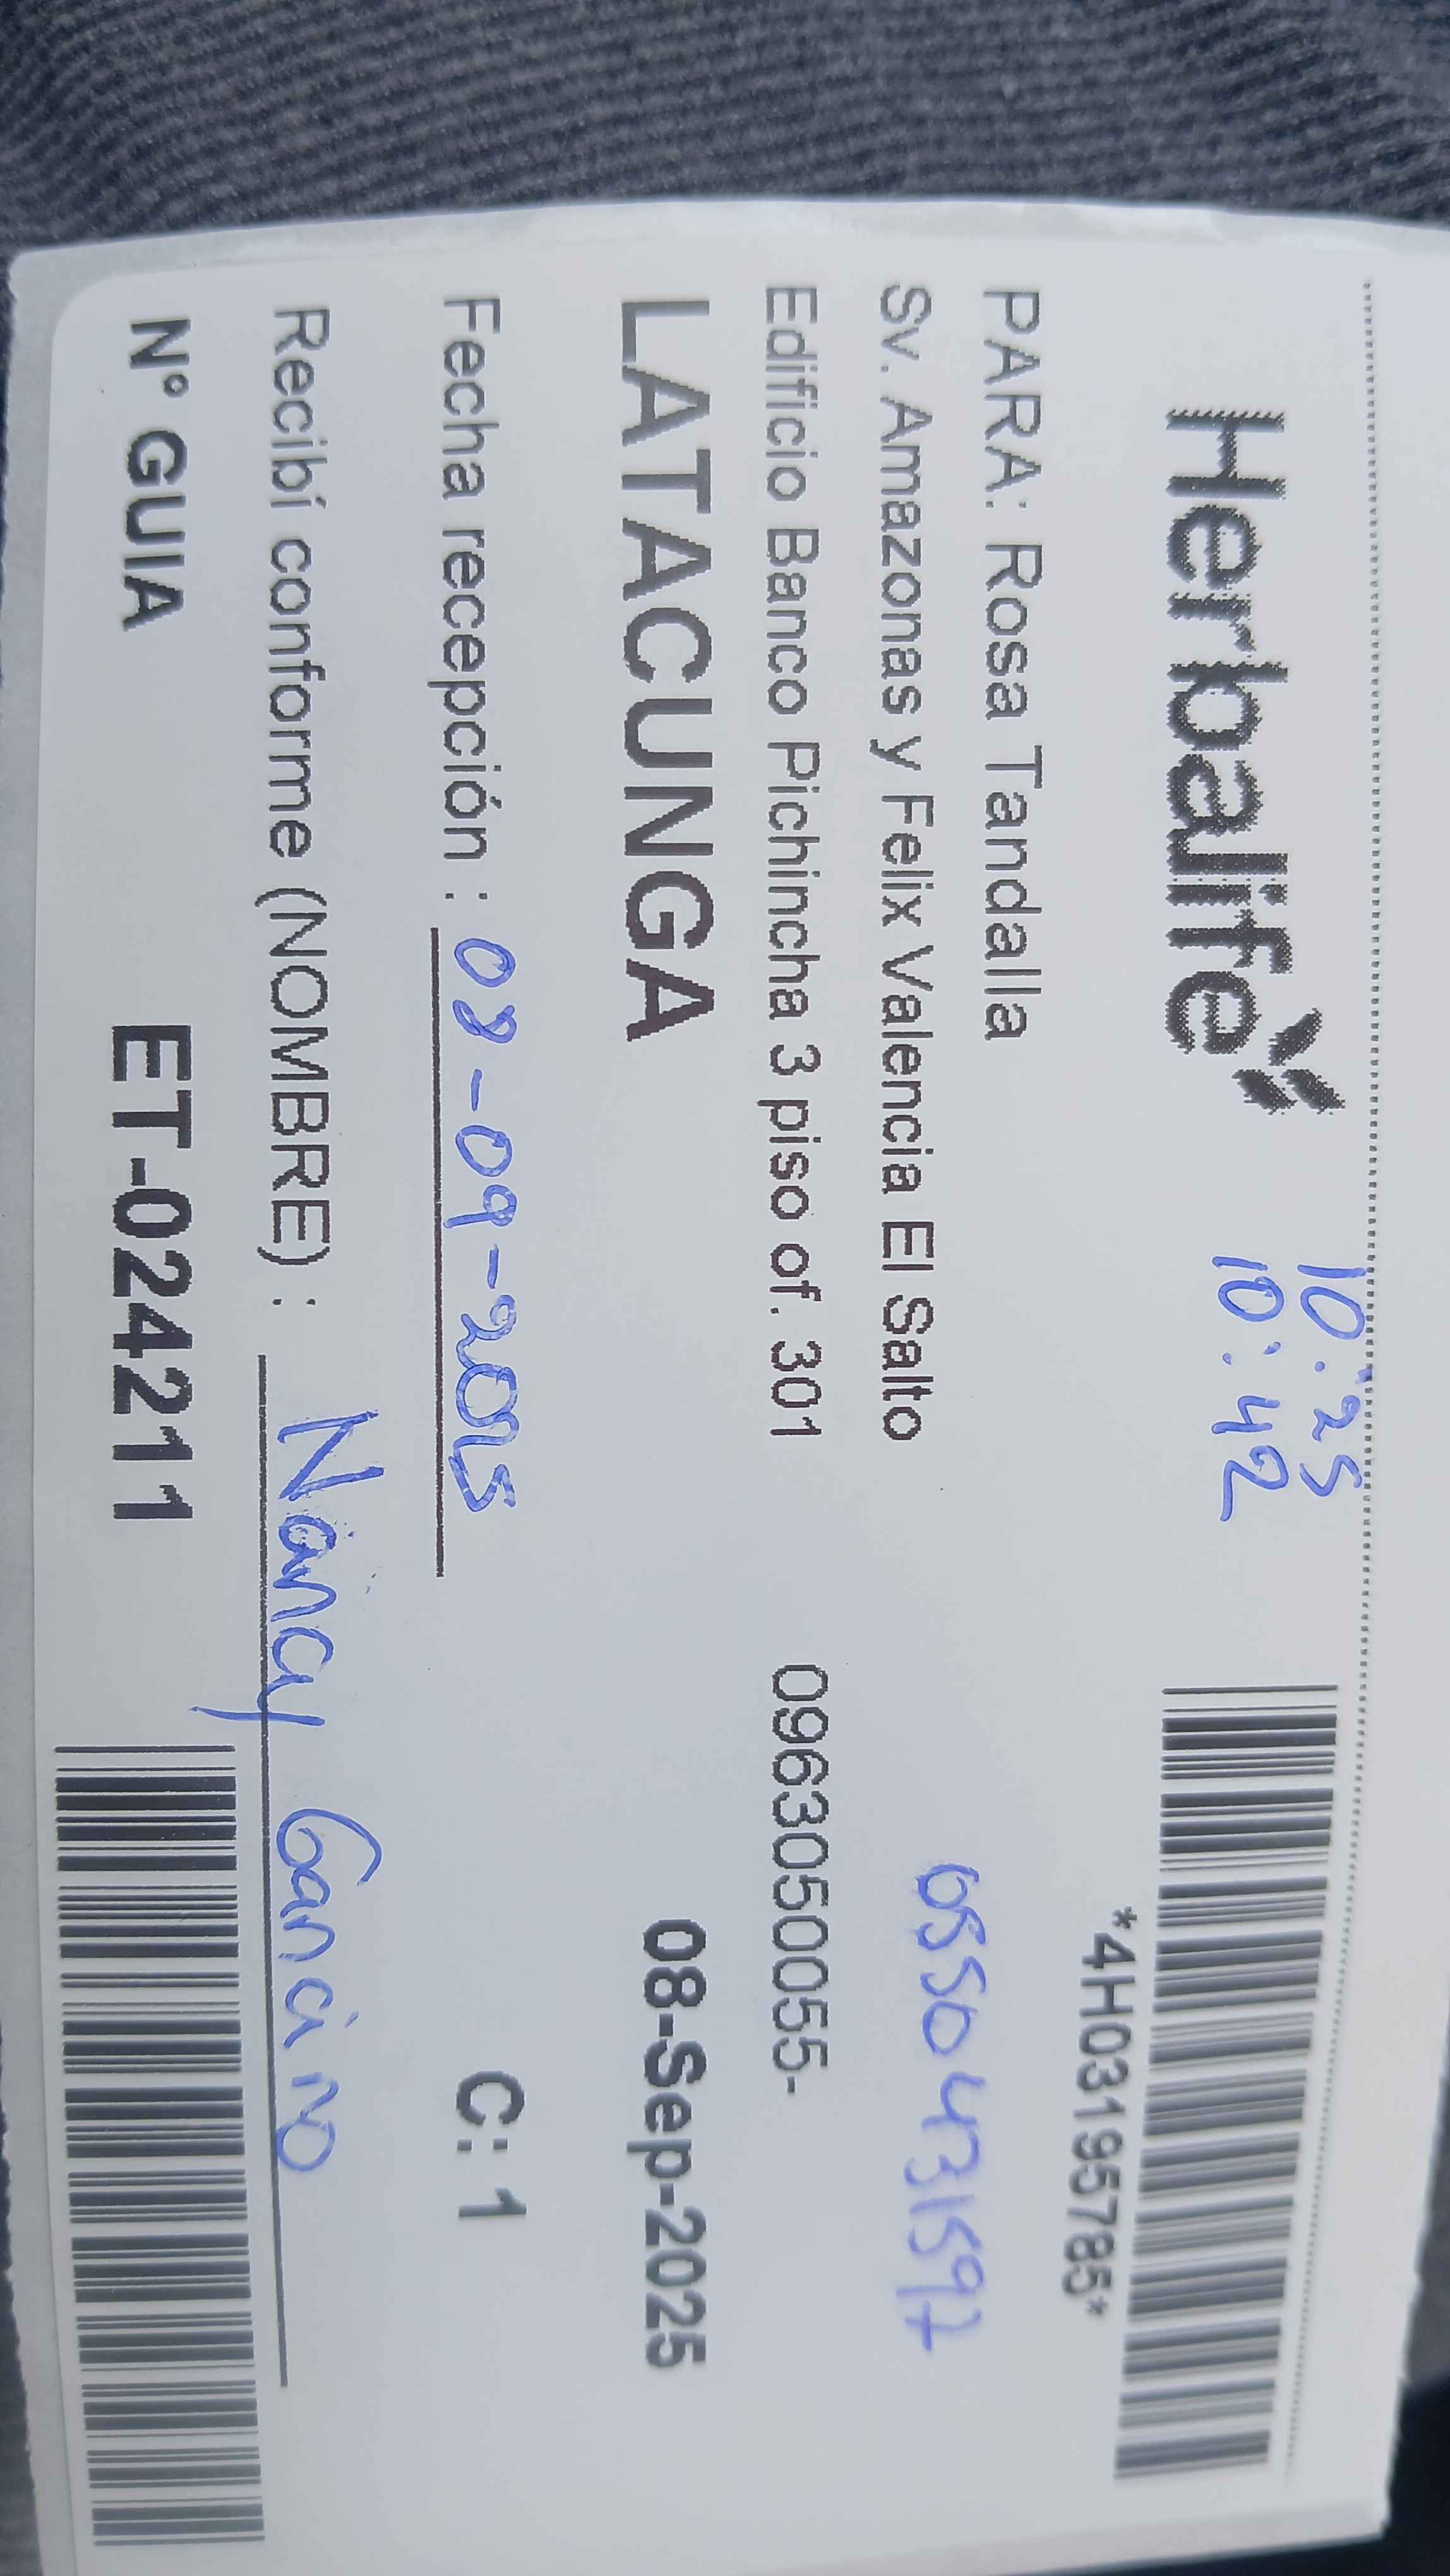 Herbalife
10:25
10:42
*4H03195785*
PARA: Rosa Tandalla
Sv. Amazonas y Felix Valencia El Salto
0550431597
Edificio Banco Pichincha 3 piso of. 301 0963050055-
LATACUNGA 08-Sep-2025
Fecha recepción : 08-09-2025 C: 1
Recibí conforme (NOMBRE) : Nancy
N° GUIA ET-024211